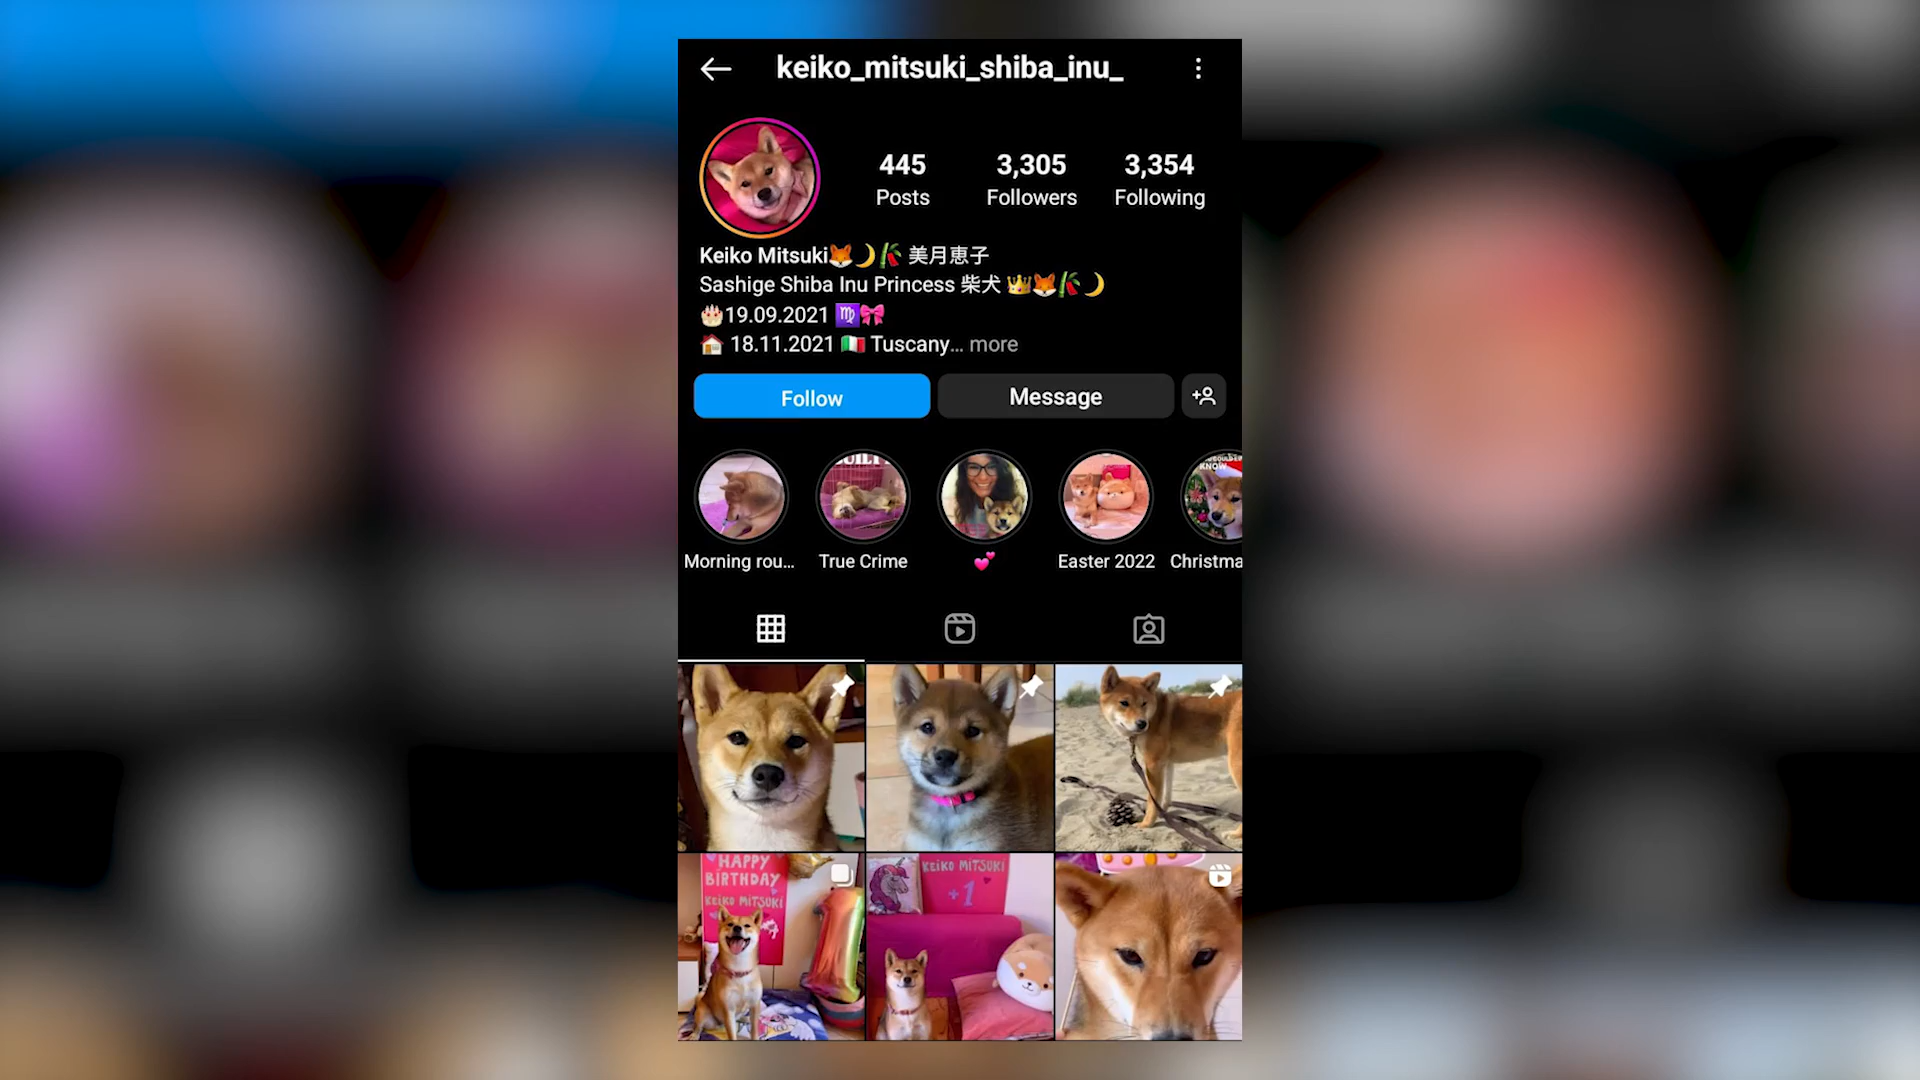 keiko_mitsuki_shiba_inu_
445 3,305 3,354
Posts Followers Following
Keiko Mitsuki🦊🌙🎋 美月恵子
Sashige Shiba Inu Princess 柴犬 👑🦊🎋🌙
🎂19.09.2021 ♍🎀
🏠 18.11.2021 🇮🇹 Tuscany... more
Follow Message
KNOW
Morning rou... True Crime 💕 Easter 2022 Christma
HAPPY
BIRTHDAY
KEIKO MITSUKI
KEIKO MITSUKI
+1